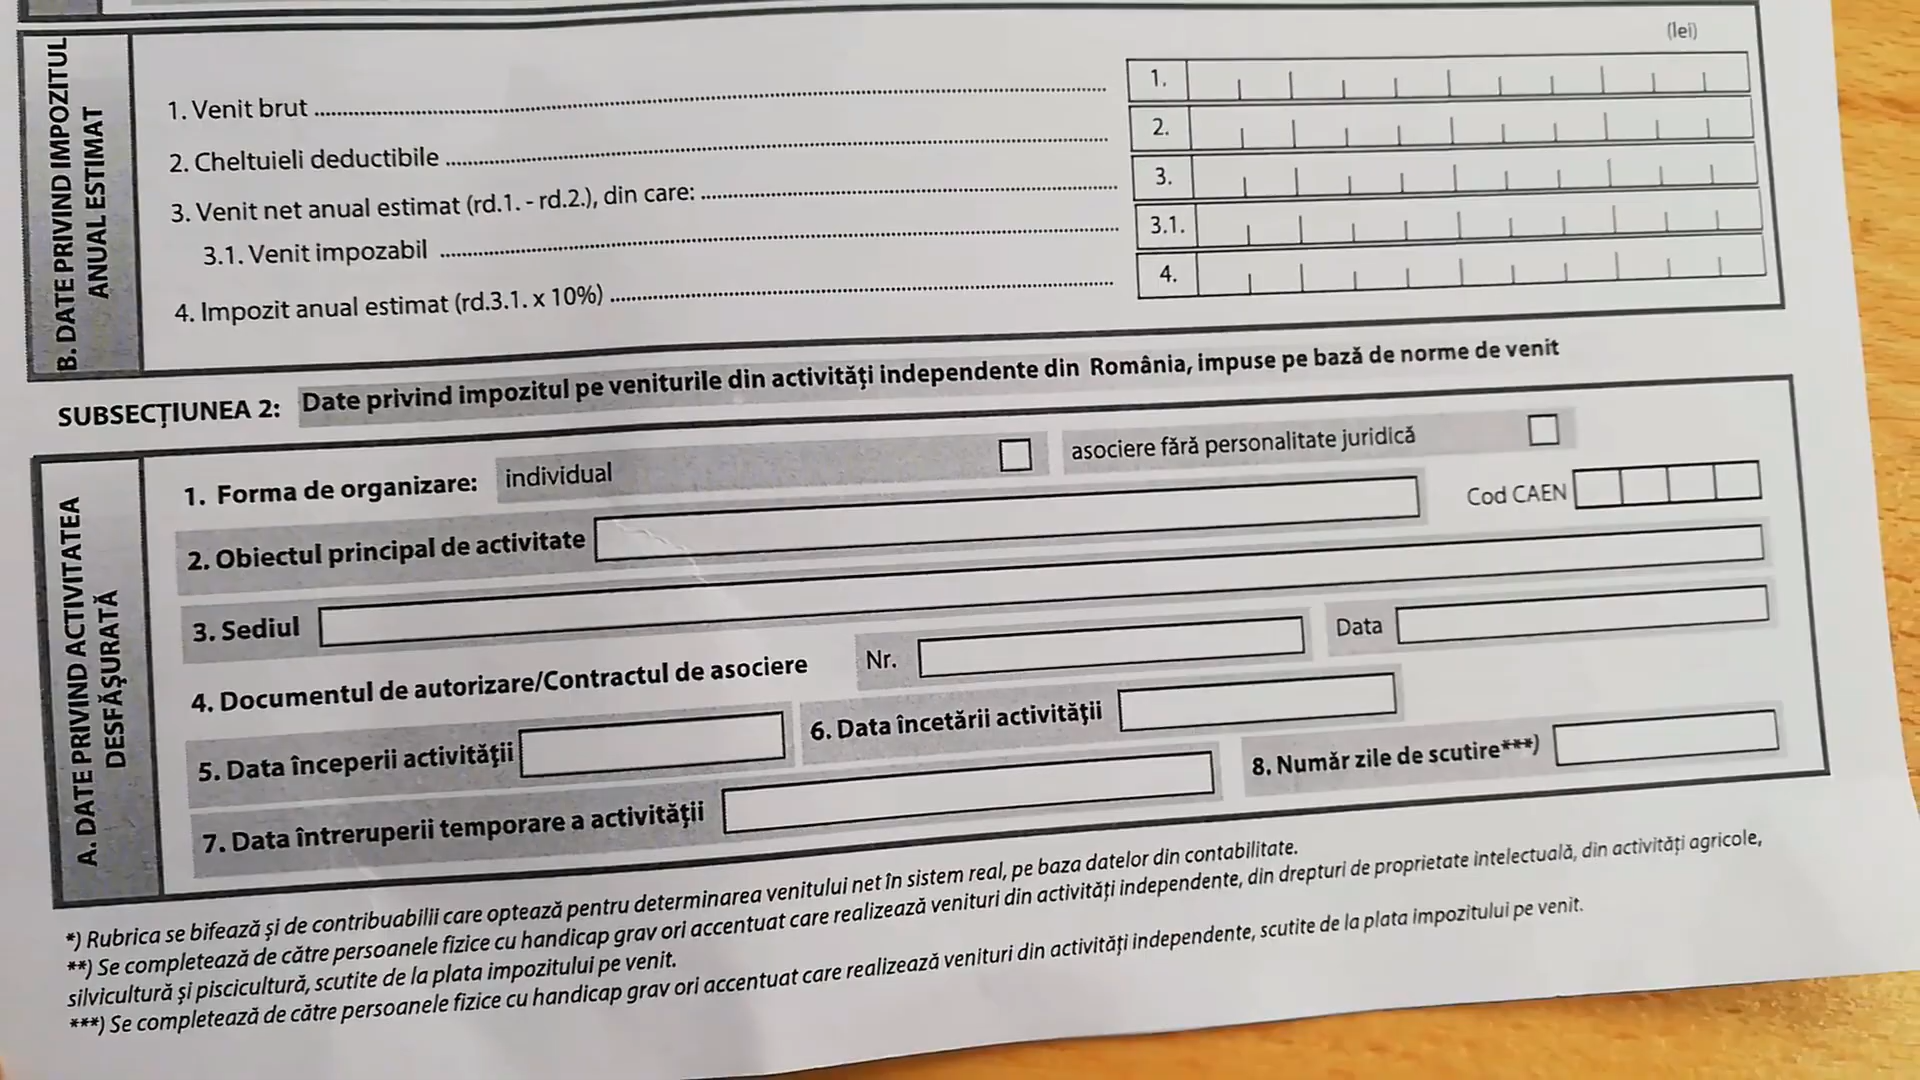 B. DATE PRIVIND IMPOZITUL
ANUAL ESTIMAT
(lei)
1. Venit brut
1.
2. Cheltuieli deductibile
2.
3. Venit net anual estimat (rd.1. - rd.2.), din care:
3.
3.1. Venit impozabil
3.1.
4. Impozit anual estimat (rd.3.1. x 10%)
4.
SUBSECȚIUNEA 2: Date privind impozitul pe veniturile din activități independente din România, impuse pe bază de norme de venit
A. DATE PRIVIND ACTIVITATEA
DESFĂȘURATĂ
1. Forma de organizare: individual asociere fără personalitate juridică
2. Obiectul principal de activitate Cod CAEN
3. Sediul
4. Documentul de autorizare/Contractul de asociere Nr. Data
5. Data începerii activității 6. Data încetării activității
7. Data întreruperii temporare a activității 8. Număr zile de scutire***)
*) Rubrica se bifează și de contribuabilii care optează pentru determinarea venitului net în sistem real, pe baza datelor din contabilitate.
**) Se completează de către persoanele fizice cu handicap grav ori accentuat care realizează venituri din activități independente, din drepturi de proprietate intelectuală, din activități agricole,
silvicultură și piscicultură, scutite de la plata impozitului pe venit.
***) Se completează de către persoanele fizice cu handicap grav ori accentuat care realizează venituri din activități independente, scutite de la plata impozitului pe venit.